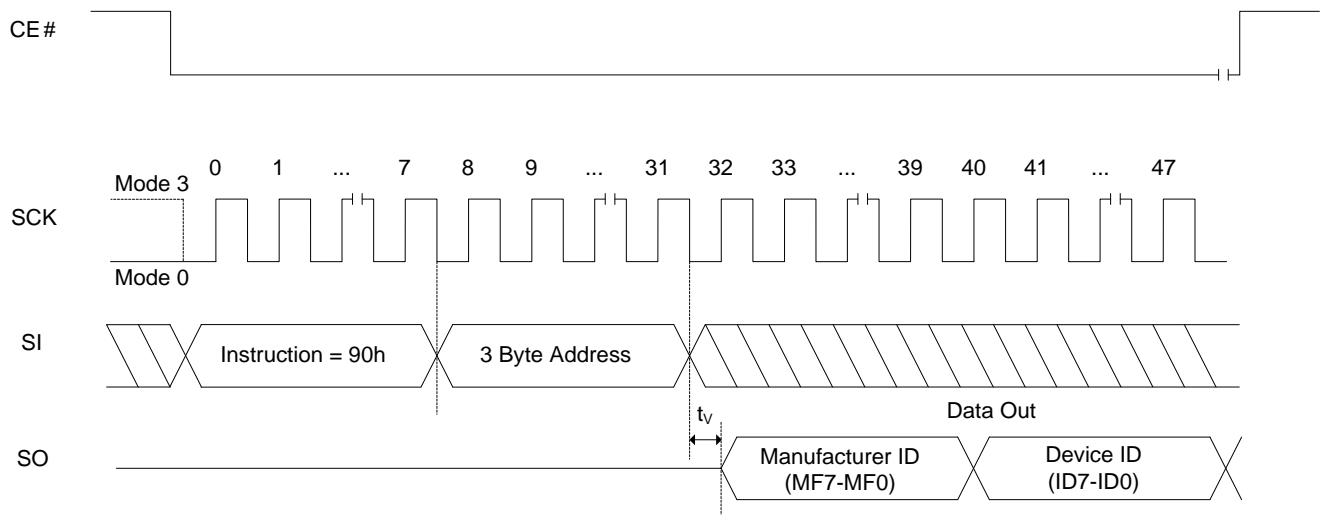 CE#
0 1 ... 7 8 9 ... 31 32 33 ... 39 40 41 ... 47
Mode 3
SCK
Mode 0
SI
Instruction = 90h
3 Byte Address
tV
Data Out
SO
Manufacturer ID
(MF7-MF0)
Device ID
(ID7-ID0)